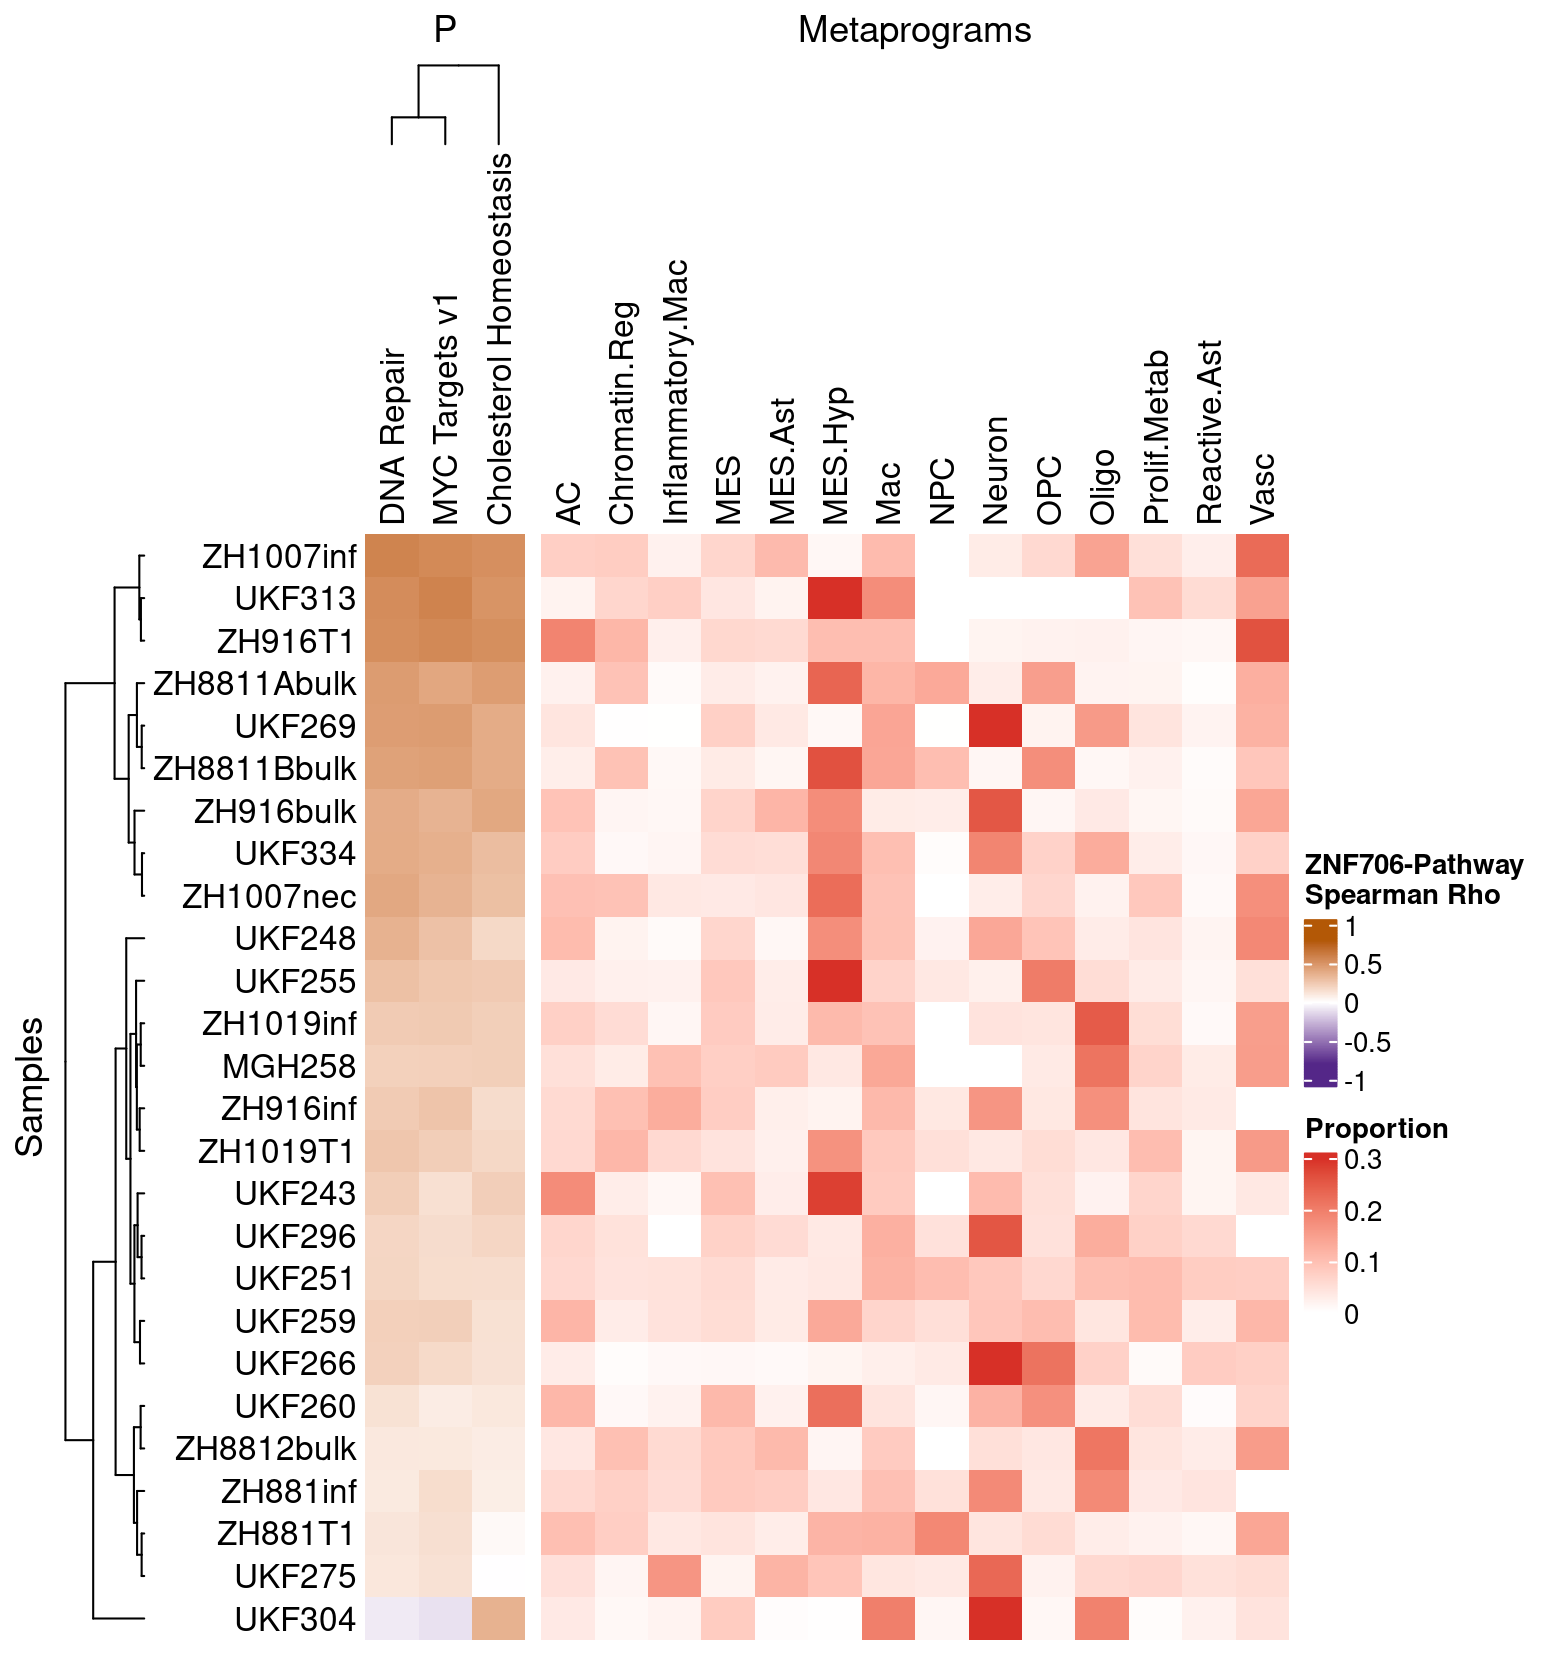 P
Metaprograms
DNA Repair
MYC Targets v1
Cholesterol Homeostasis
AC
Chromatin.Reg
Inflammatory.Mac
MES
MES.Ast
MES.Hyp
Mac
NPC
Neuron
OPC
Oligo
Prolif.Metab
Reactive.Ast
Vasc
Samples
ZH1007inf
UKF313
ZH916T1
ZH8811Abulk
UKF269
ZH8811Bbulk
ZH916bulk
UKF334
ZH1007nec
UKF248
UKF255
ZH1019inf
MGH258
ZH916inf
ZH1019T1
UKF243
UKF296
UKF251
UKF259
UKF266
UKF260
ZH8812bulk
ZH881inf
ZH881T1
UKF275
UKF304
ZNF706-Pathway
Spearman Rho
1
0.5
0
-0.5
-1
Proportion
0.3
0.2
0.1
0